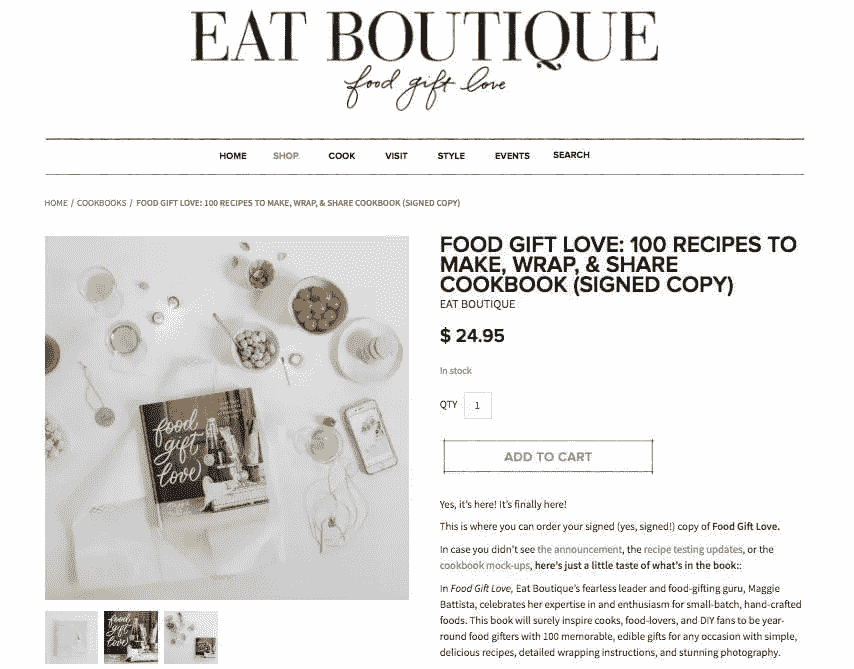 EAT BOUTIQUE
food gift love
HOME SHOP COOK VISIT STYLE EVENTS SEARCH
HOME / COOKBOOKS / FOOD GIFT LOVE: 100 RECIPES TO MAKE, WRAP, & SHARE COOKBOOK (SIGNED COPY)
food
gift
love
food
gift
love
FOOD GIFT LOVE: 100 RECIPES TO
MAKE, WRAP, & SHARE
COOKBOOK (SIGNED COPY)
EAT BOUTIQUE
$ 24.95
In stock
QTY 1
ADD TO CART
Yes, it's here! It's finally here!
This is where you can order your signed (yes, signed!) copy of Food Gift Love.
In case you didn't see the announcement, the recipe testing updates, or the
cookbook mock-ups, here's just a little taste of what's in the book::
In Food Gift Love, Eat Boutique's fearless leader and food-gifting guru, Maggie
Battista, celebrates her expertise in and enthusiasm for small-batch, hand-crafted
foods. This book will surely inspire cooks, food-lovers, and DIY fans to be year-
round food gifters with 100 memorable, edible gifts for any occasion with simple,
delicious recipes, detailed wrapping instructions, and stunning photography.